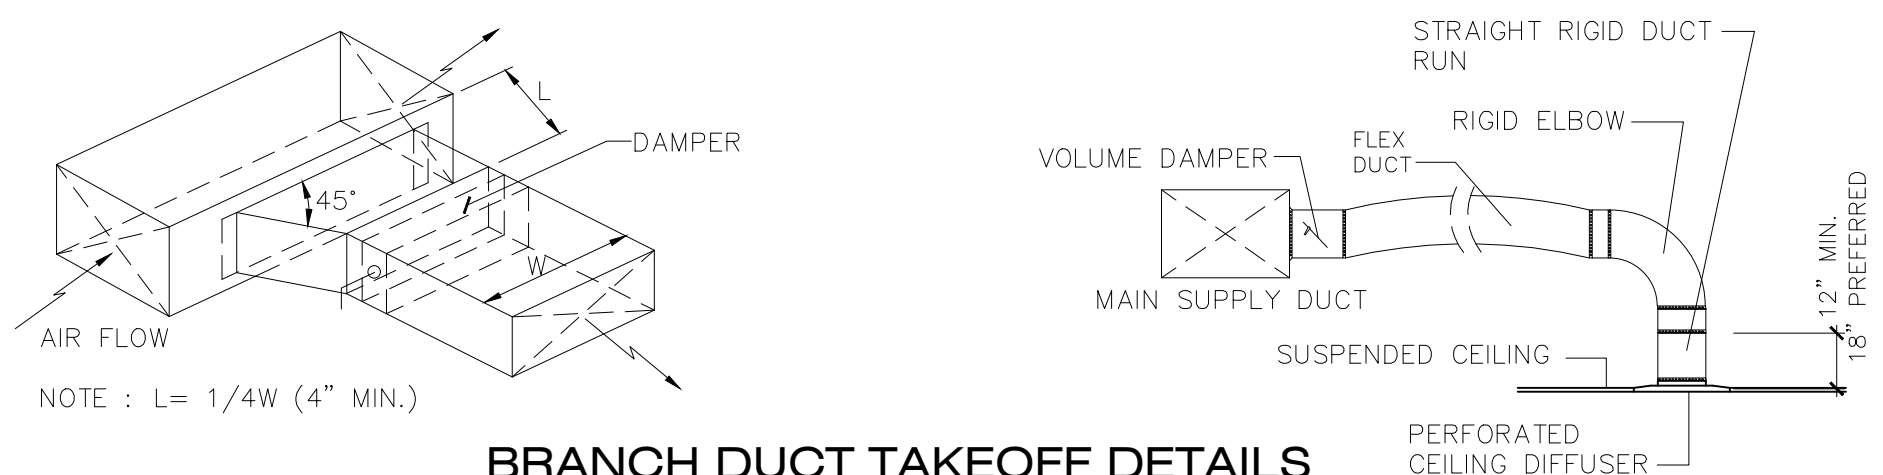 L
DAMPER
45°
W
AIR FLOW
NOTE : L= 1/4W (4” MIN.)
STRAIGHT RIGID DUCT
RUN
RIGID ELBOW
FLEX
DUCT
VOLUME DAMPER
MAIN SUPPLY DUCT
12” MIN.
18” PREFERRED
SUSPENDED CEILING
PERFORATED
CEILING DIFFUSER
BRANCH DUCT TAKEOFF DETAILS